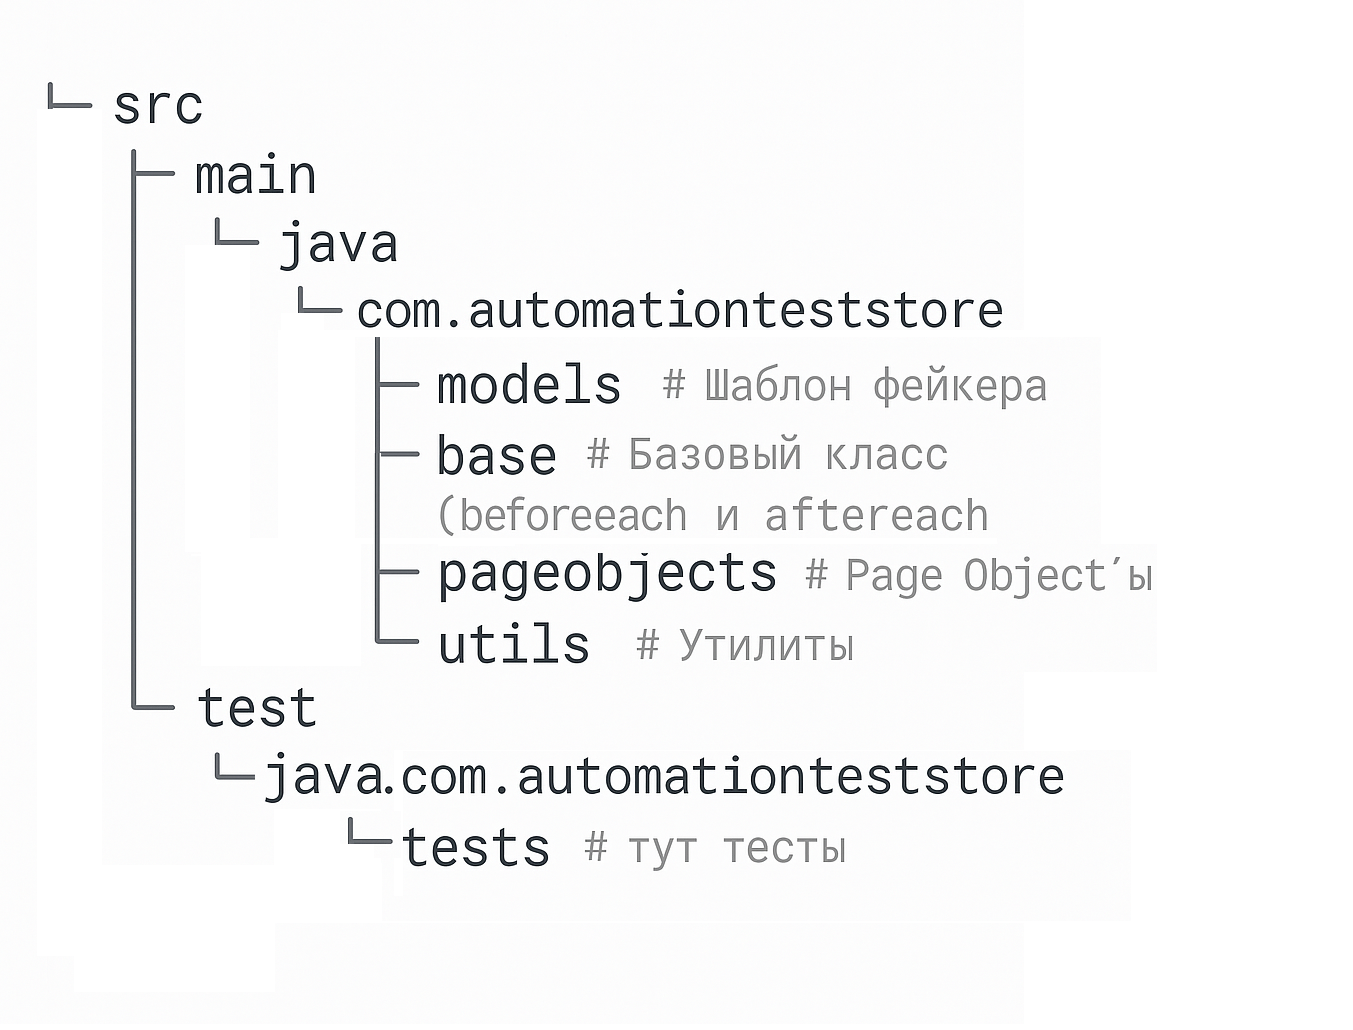 src
main
java
com.automationteststore
models # Шаблон фейкера
base # Базовый класс
(beforeeach и aftereach
pageobjects # Page Object'ы
utils # Утилиты
test
java.com.automationteststore
tests # тут тесты